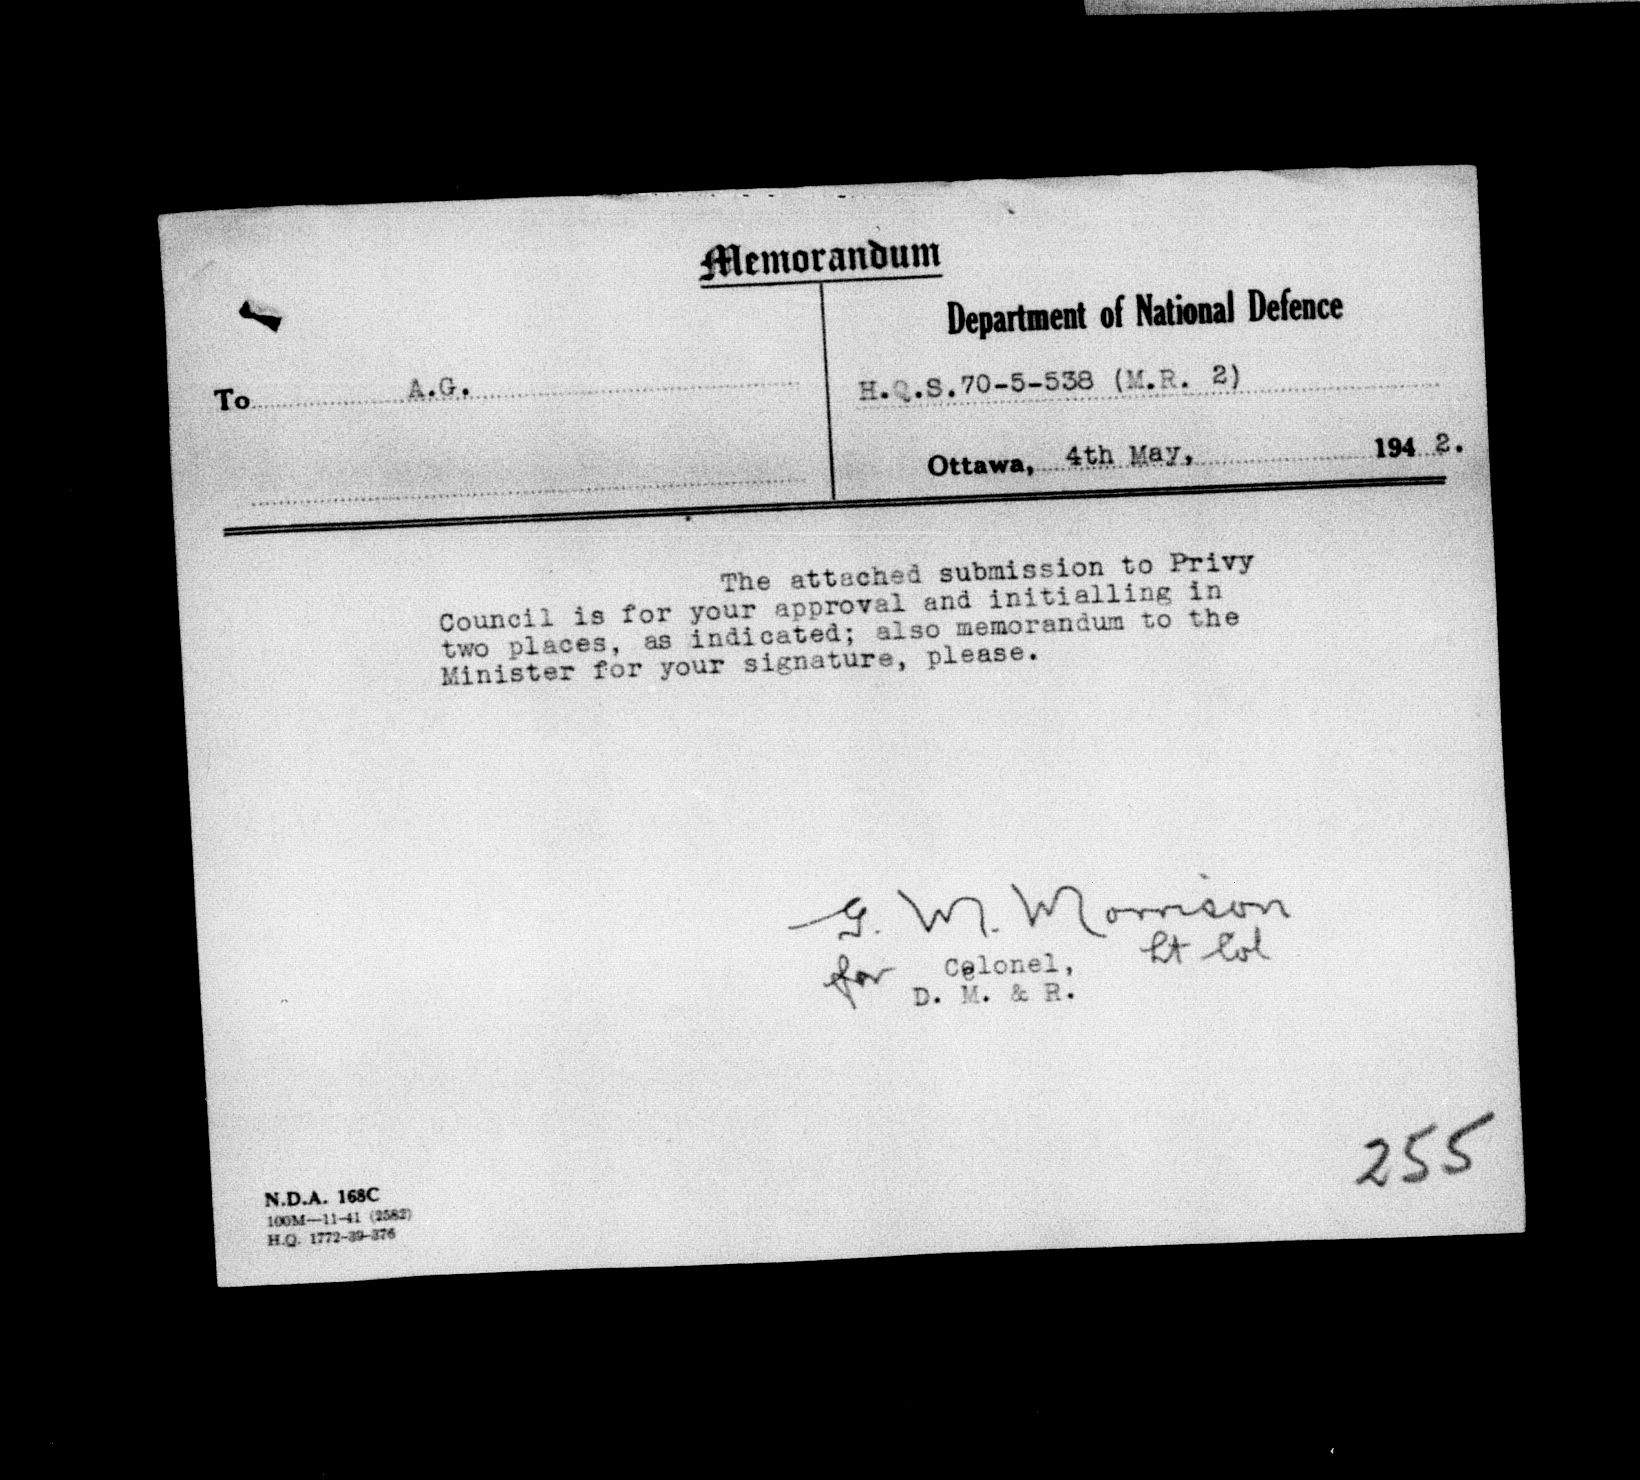 Memorandum
Department of National Defence
To A.G.
H.Q.S. 70-5-538 (M.R. 2)
Ottawa, 4th May, 1942.
The attached submission to Privy
Council is for your approval and initialling in
two places, as indicated; also memorandum to the
Minister for your signature, please.
G. M. Morrison
Lt Col
for Colonel,
D. M. & R.
255
N.D.A. 168C
100M—11-41 (2582)
H.Q. 1772-39-376